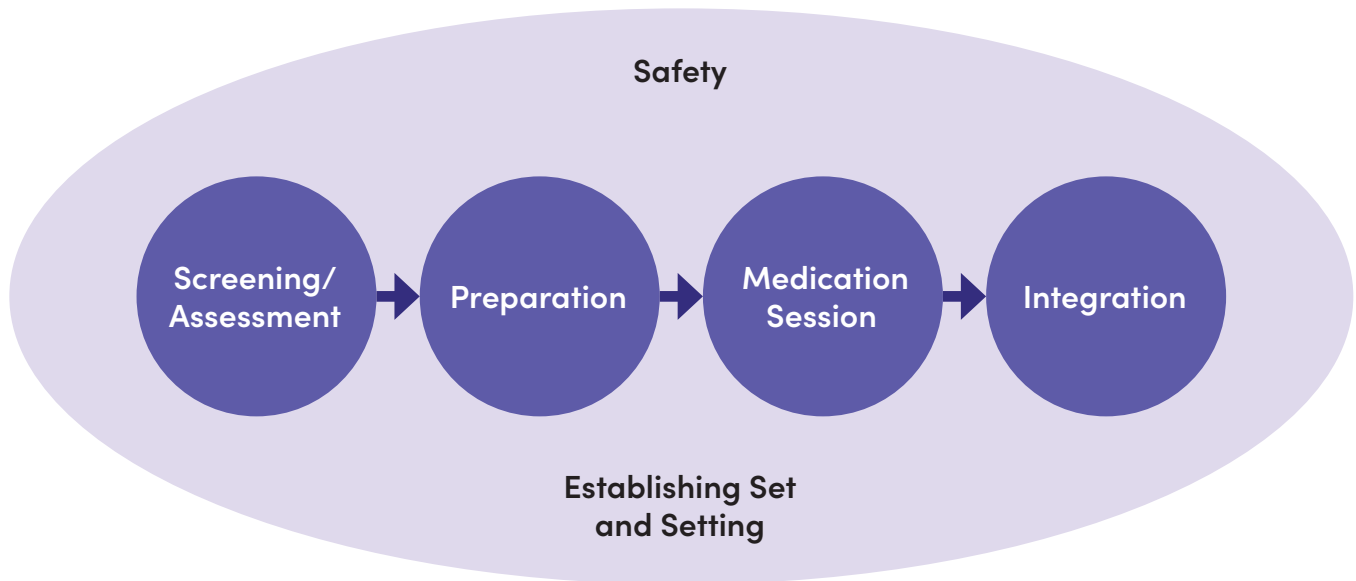 Safety
Screening/
Assessment
Preparation
Medication
Session
Integration
Establishing Set
and Setting